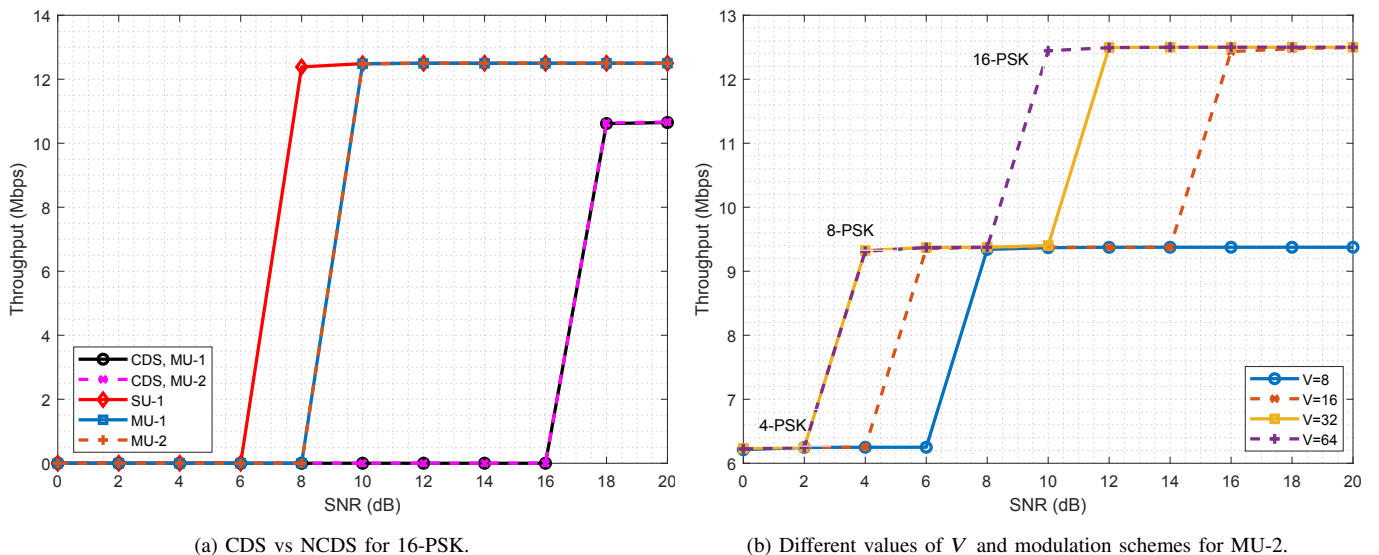 14
12
10
8
6
4
2
0
Throughput (Mbps)
CDS, MU-1
CDS, MU-2
SU-1
MU-1
MU-2
0 2 4 6 8 10 12 14 16 18 20
SNR (dB)
(a) CDS vs NCDS for 16-PSK.
13
12
11
10
9
8
7
6
Throughput (Mbps)
16-PSK
8-PSK
4-PSK
V=8
V=16
V=32
V=64
0 2 4 6 8 10 12 14 16 18 20
SNR (dB)
(b) Different values of V and modulation schemes for MU-2.